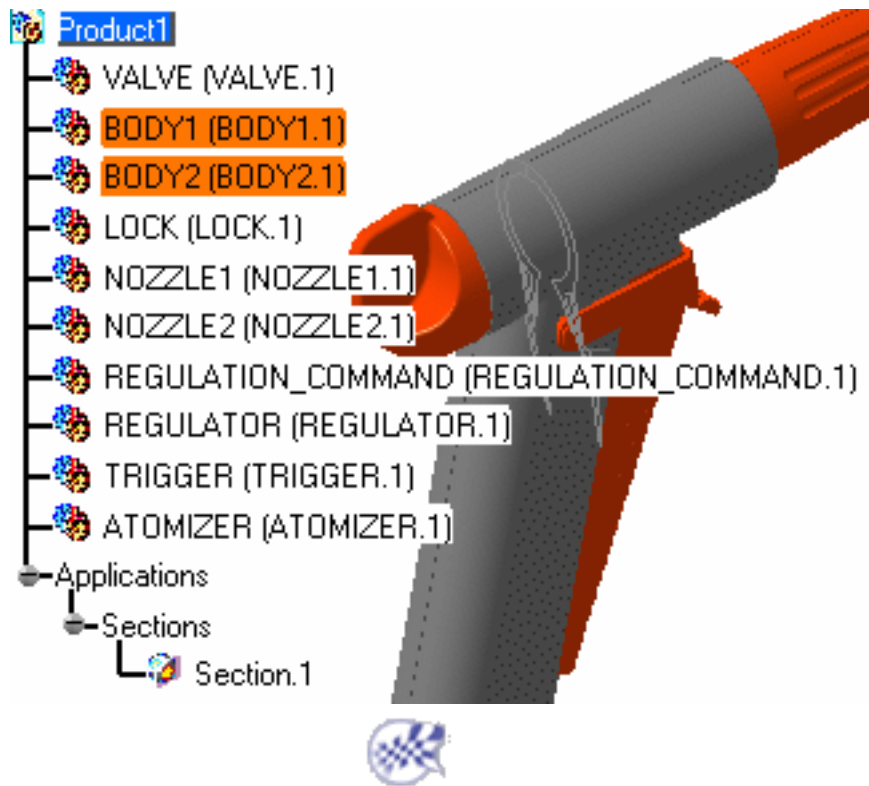 Product1
VALVE (VALVE.1)
BODY1 (BODY1.1)
BODY2 (BODY2.1)
LOCK (LOCK.1)
NOZZLE1 (NOZZLE1.1)
NOZZLE2 (NOZZLE2.1)
REGULATION_COMMAND (REGULATION_COMMAND.1)
REGULATOR (REGULATOR.1)
TRIGGER (TRIGGER.1)
ATOMIZER (ATOMIZER.1)
Applications
Sections
Section.1